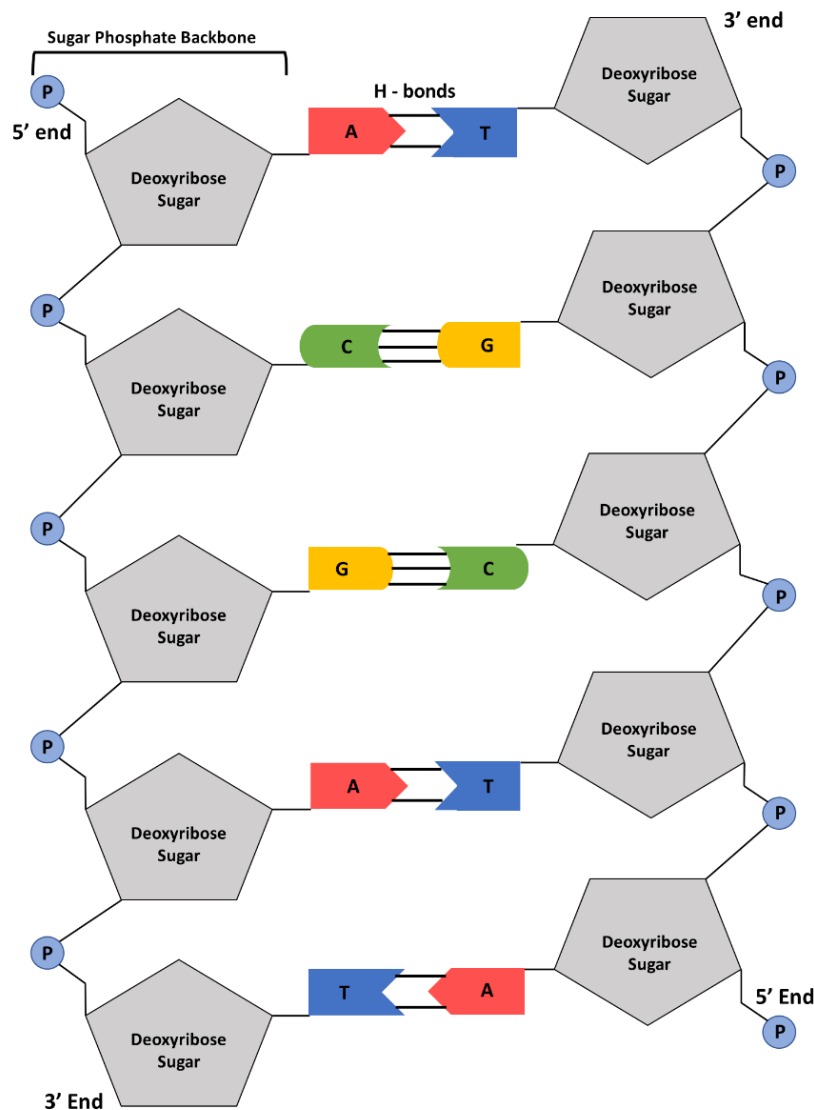 Sugar Phosphate Backbone
3’ end
P
5’ end
H - bonds
Deoxyribose
Sugar
A
T
Deoxyribose
Sugar
P
P
Deoxyribose
Sugar
C
G
Deoxyribose
Sugar
P
P
Deoxyribose
Sugar
G
C
Deoxyribose
Sugar
P
P
Deoxyribose
Sugar
A
T
Deoxyribose
Sugar
P
P
Deoxyribose
Sugar
T
A
Deoxyribose
Sugar
5’ End
P
3’ End